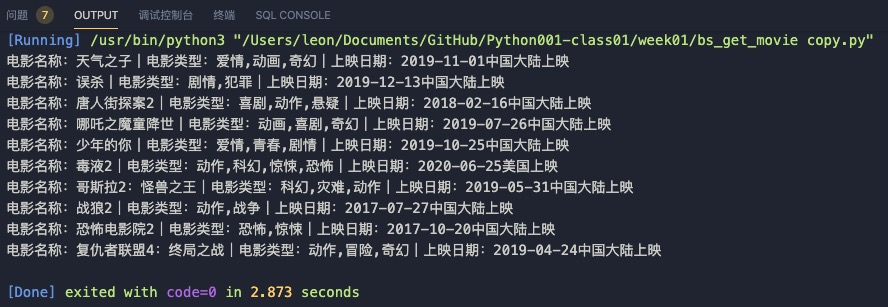 问题 7 OUTPUT 调试控制台 终端 SQL CONSOLE
[Running] /usr/bin/python3 "/Users/leon/Documents/GitHub/Python001-class01/week01/bs_get_movie copy.py"
电影名称: 天气之子|电影类型: 爱情,动画,奇幻|上映日期: 2019-11-01中国大陆上映
电影名称: 误杀|电影类型: 剧情,犯罪|上映日期: 2019-12-13中国大陆上映
电影名称: 唐人街探案2|电影类型: 喜剧,动作,悬疑|上映日期: 2018-02-16中国大陆上映
电影名称: 哪吒之魔童降世|电影类型: 动画,喜剧,奇幻|上映日期: 2019-07-26中国大陆上映
电影名称: 少年的你|电影类型: 爱情,青春,剧情|上映日期: 2019-10-25中国大陆上映
电影名称: 毒液2|电影类型: 动作,科幻,惊悚,恐怖|上映日期: 2020-06-25美国上映
电影名称: 哥斯拉2: 怪兽之王|电影类型: 科幻,灾难,动作|上映日期: 2019-05-31中国大陆上映
电影名称: 战狼2|电影类型: 动作,战争|上映日期: 2017-07-27中国大陆上映
电影名称: 恐怖电影院2|电影类型: 恐怖,惊悚|上映日期: 2017-10-20中国大陆上映
电影名称: 复仇者联盟4: 终局之战|电影类型: 动作,冒险,奇幻|上映日期: 2019-04-24中国大陆上映
[Done] exited with code=0 in 2.873 seconds